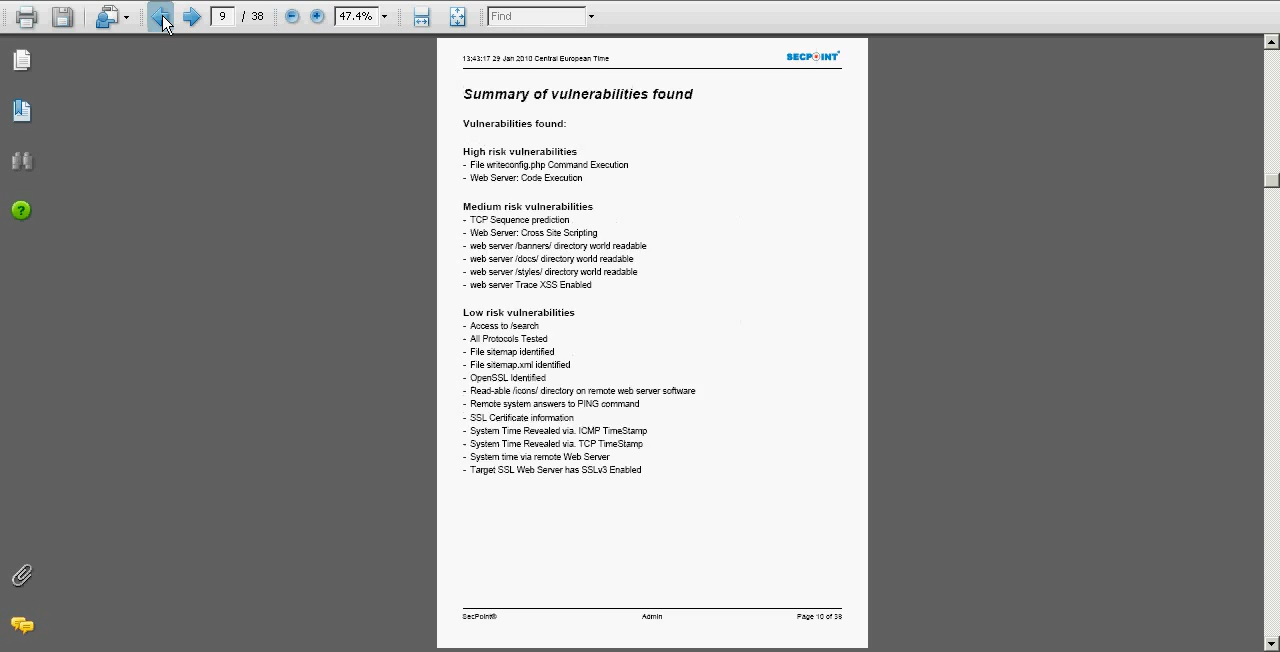 9 / 38 47.4% Find
13:43:17 29 Jan 2010 Central European Time SECPOINT
Summary of vulnerabilities found
Vulnerabilities found:
High risk vulnerabilities
- File writeconfig.php Command Execution
- Web Server: Code Execution
Medium risk vulnerabilities
- TCP Sequence prediction
- Web Server: Cross Site Scripting
- web server /banners/ directory world readable
- web server /docs/ directory world readable
- web server /styles/ directory world readable
- web server Trace XSS Enabled
Low risk vulnerabilities
- Access to /search
- All Protocols Tested
- File sitemap identified
- File sitemap.xml identified
- OpenSSL Identified
- Read-able /icons/ directory on remote web server software
- Remote system answers to PING command
- SSL Certificate information
- System Time Revealed via. ICMP TimeStamp
- System Time Revealed via. TCP TimeStamp
- System time via remote Web Server
- Target SSL Web Server has SSLv3 Enabled
SecPoint® Admin Page 10 of 38